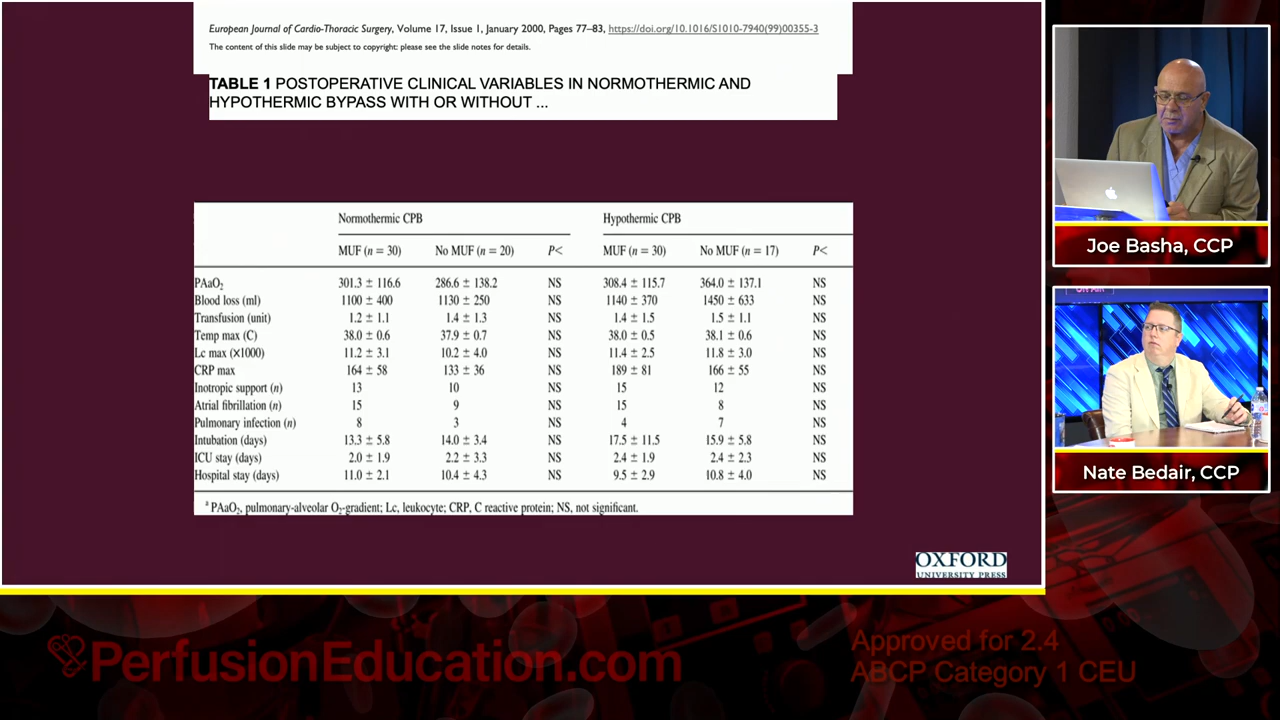 European Journal of Cardio-Thoracic Surgery, Volume 17, Issue 1, January 2000, Pages 77–83, https://doi.org/10.1016/S1010-7940(99)00355-3
The content of this slide may be subject to copyright: please see the slide notes for details.
TABLE 1 POSTOPERATIVE CLINICAL VARIABLES IN NORMOTHERMIC AND
HYPOTHERMIC BYPASS WITH OR WITHOUT ...
Normothermic CPB Hypothermic CPB
MUF (n = 30) No MUF (n = 20) P< MUF (n = 30) No MUF (n = 17) P<
PAaO₂ 301.3 ± 116.6 286.6 ± 138.2 NS 308.4 ± 115.7 364.0 ± 137.1 NS
Blood loss (ml) 1100 ± 400 1130 ± 250 NS 1140 ± 370 1450 ± 633 NS
Transfusion (unit) 1.2 ± 1.1 1.4 ± 1.3 NS 1.4 ± 1.5 1.5 ± 1.1 NS
Temp max (C) 38.0 ± 0.6 37.9 ± 0.7 NS 38.0 ± 0.5 38.1 ± 0.6 NS
Lc max (×1000) 11.2 ± 3.1 10.2 ± 4.0 NS 11.4 ± 2.5 11.8 ± 3.0 NS
CRP max 164 ± 58 133 ± 36 NS 189 ± 81 166 ± 55 NS
Inotropic support (n) 13 10 NS 15 12 NS
Atrial fibrillation (n) 15 9 NS 15 8 NS
Pulmonary infection (n) 8 3 NS 4 7 NS
Intubation (days) 13.3 ± 5.8 14.0 ± 3.4 NS 17.5 ± 11.5 15.9 ± 5.8 NS
ICU stay (days) 2.0 ± 1.9 2.2 ± 3.3 NS 2.4 ± 1.9 2.4 ± 2.3 NS
Hospital stay (days) 11.0 ± 2.1 10.4 ± 4.3 NS 9.5 ± 2.9 10.8 ± 4.0 NS
ᵃ PAaO₂, pulmonary-alveolar O₂-gradient; Lc, leukocyte; CRP, C reactive protein; NS, not significant.
OXFORD
UNIVERSITY PRESS
Joe Basha, CCP
Nate Bedair, CCP
PerfusionEducation.com
Approved for 2.4
ABCP Category 1 CEU